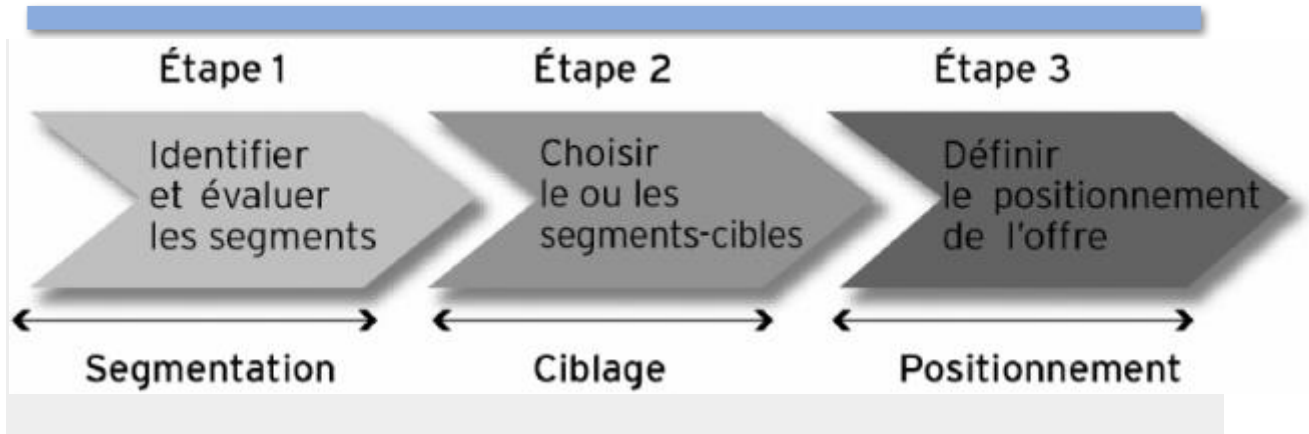 Étape 1
Étape 2
Étape 3
Identifier
et évaluer
les segments
Choisir
le ou les
segments-cibles
Définir
le positionnement
de l'offre
Segmentation
Ciblage
Positionnement